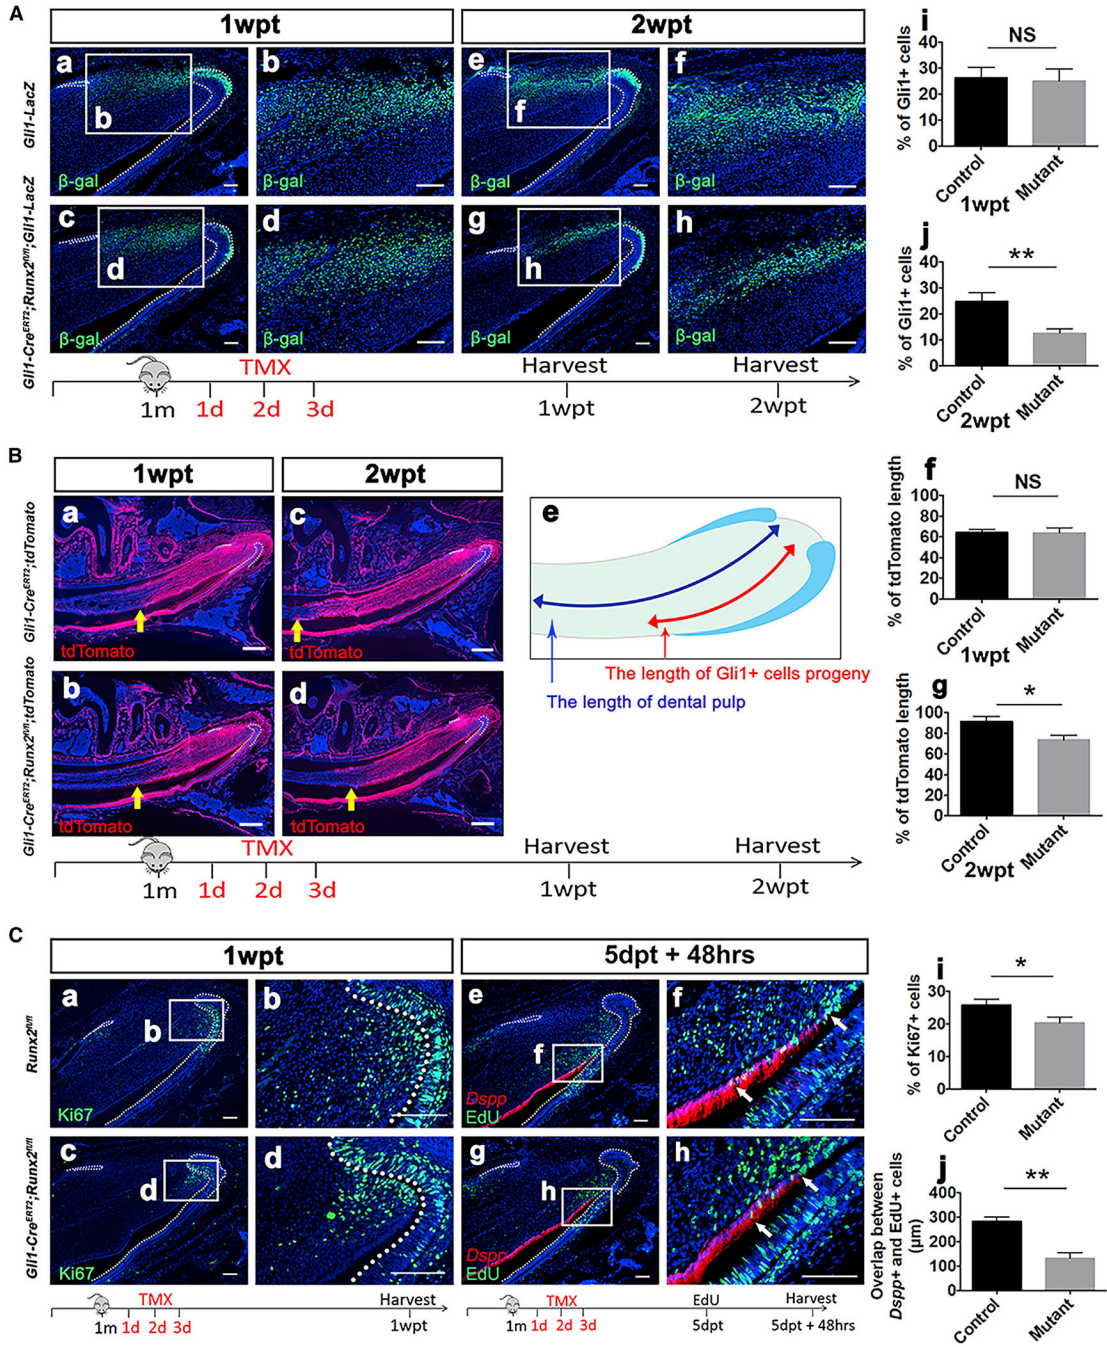 A
1wpt
2wpt
Gli1-LacZ
Gli1-CreERT2;Runx2fl/fl;Gli1-LacZ
a
b
β-gal
b
β-gal
e
f
β-gal
f
β-gal
c
d
β-gal
d
β-gal
g
h
β-gal
h
β-gal
TMX
Harvest
Harvest
1m
1d
2d
3d
1wpt
2wpt
i
NS
% of Gli1+ cells
40
30
20
10
0
Control
Mutant
1wpt
j
**
% of Gli1+ cells
40
30
20
10
0
Control
Mutant
2wpt
B
1wpt
2wpt
Gli1-CreERT2;tdTomato
Gli1-CreERT2;Runx2fl/fl;tdTomato
a
tdTomato
c
tdTomato
b
tdTomato
d
tdTomato
e
The length of Gli1+ cells progeny
The length of dental pulp
TMX
Harvest
Harvest
1m
1d
2d
3d
1wpt
2wpt
f
NS
% of tdTomato length
100
80
60
40
20
0
Control
Mutant
1wpt
g
*
% of tdTomato length
100
80
60
40
20
0
Control
Mutant
2wpt
C
1wpt
5dpt + 48hrs
Runx2fl/fl
Gli1-CreERT2;Runx2fl/fl
a
b
Ki67
b
e
f
Dspp
EdU
f
c
d
Ki67
d
g
h
Dspp
EdU
h
TMX
Harvest
1m
1d
2d
3d
1wpt
TMX
EdU
Harvest
1m
1d
2d
3d
5dpt
5dpt + 48hrs
i
*
% of Ki67+ cells
30
20
10
0
Control
Mutant
j
**
Overlap between
Dspp+ and EdU+ cells
(μm)
400
300
200
100
0
Control
Mutant